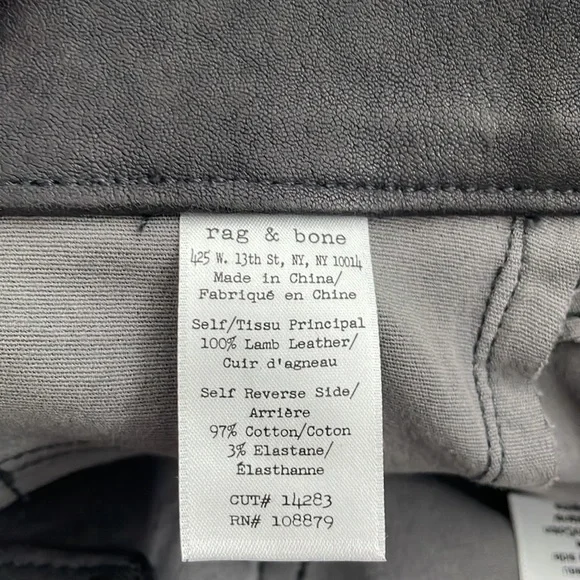 rag & bone
425 W. 13th St, NY, NY 10014
Made in China/
Fabriqué en Chine
Self/Tissu Principal
100% Lamb Leather/
Cuir d'agneau
Self Reverse Side/
Arrière
97% Cotton/Coton
3% Elastane/
Élasthanne
CUT# 14283
RN# 108879